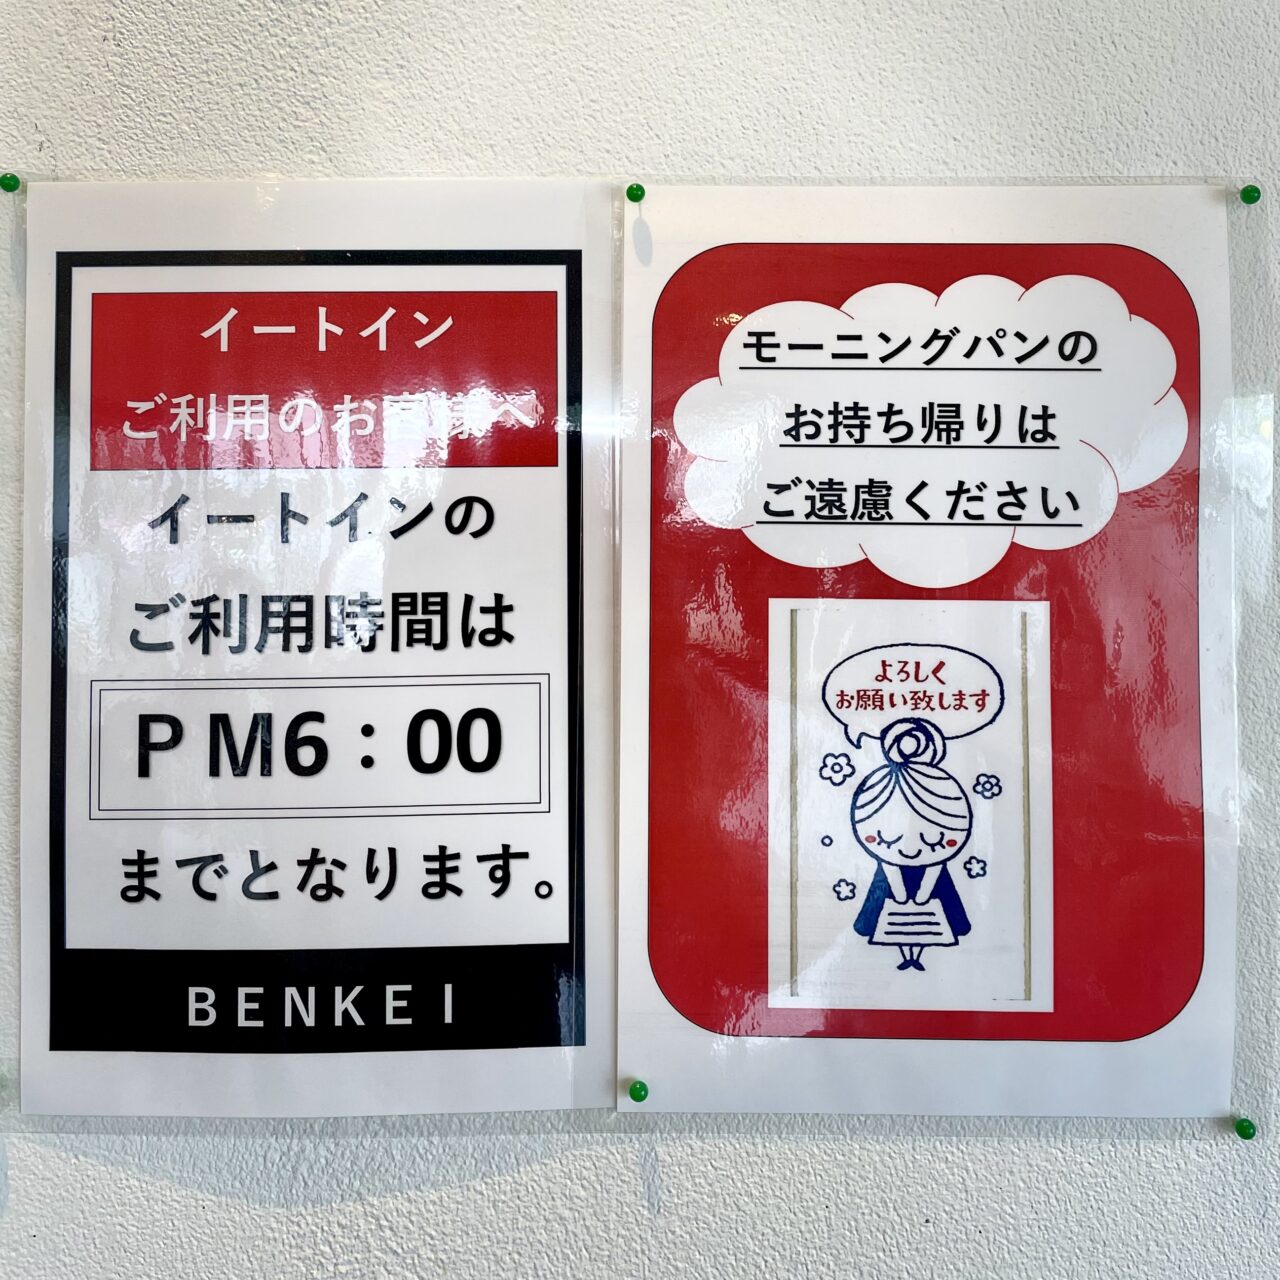 イートイン
ご利用のお客様へ
イートインの
ご利用時間は
PM6：00
までとなります。
BENKEI
モーニングパンの
お持ち帰りは
ご遠慮ください
よろしく
お願い致します